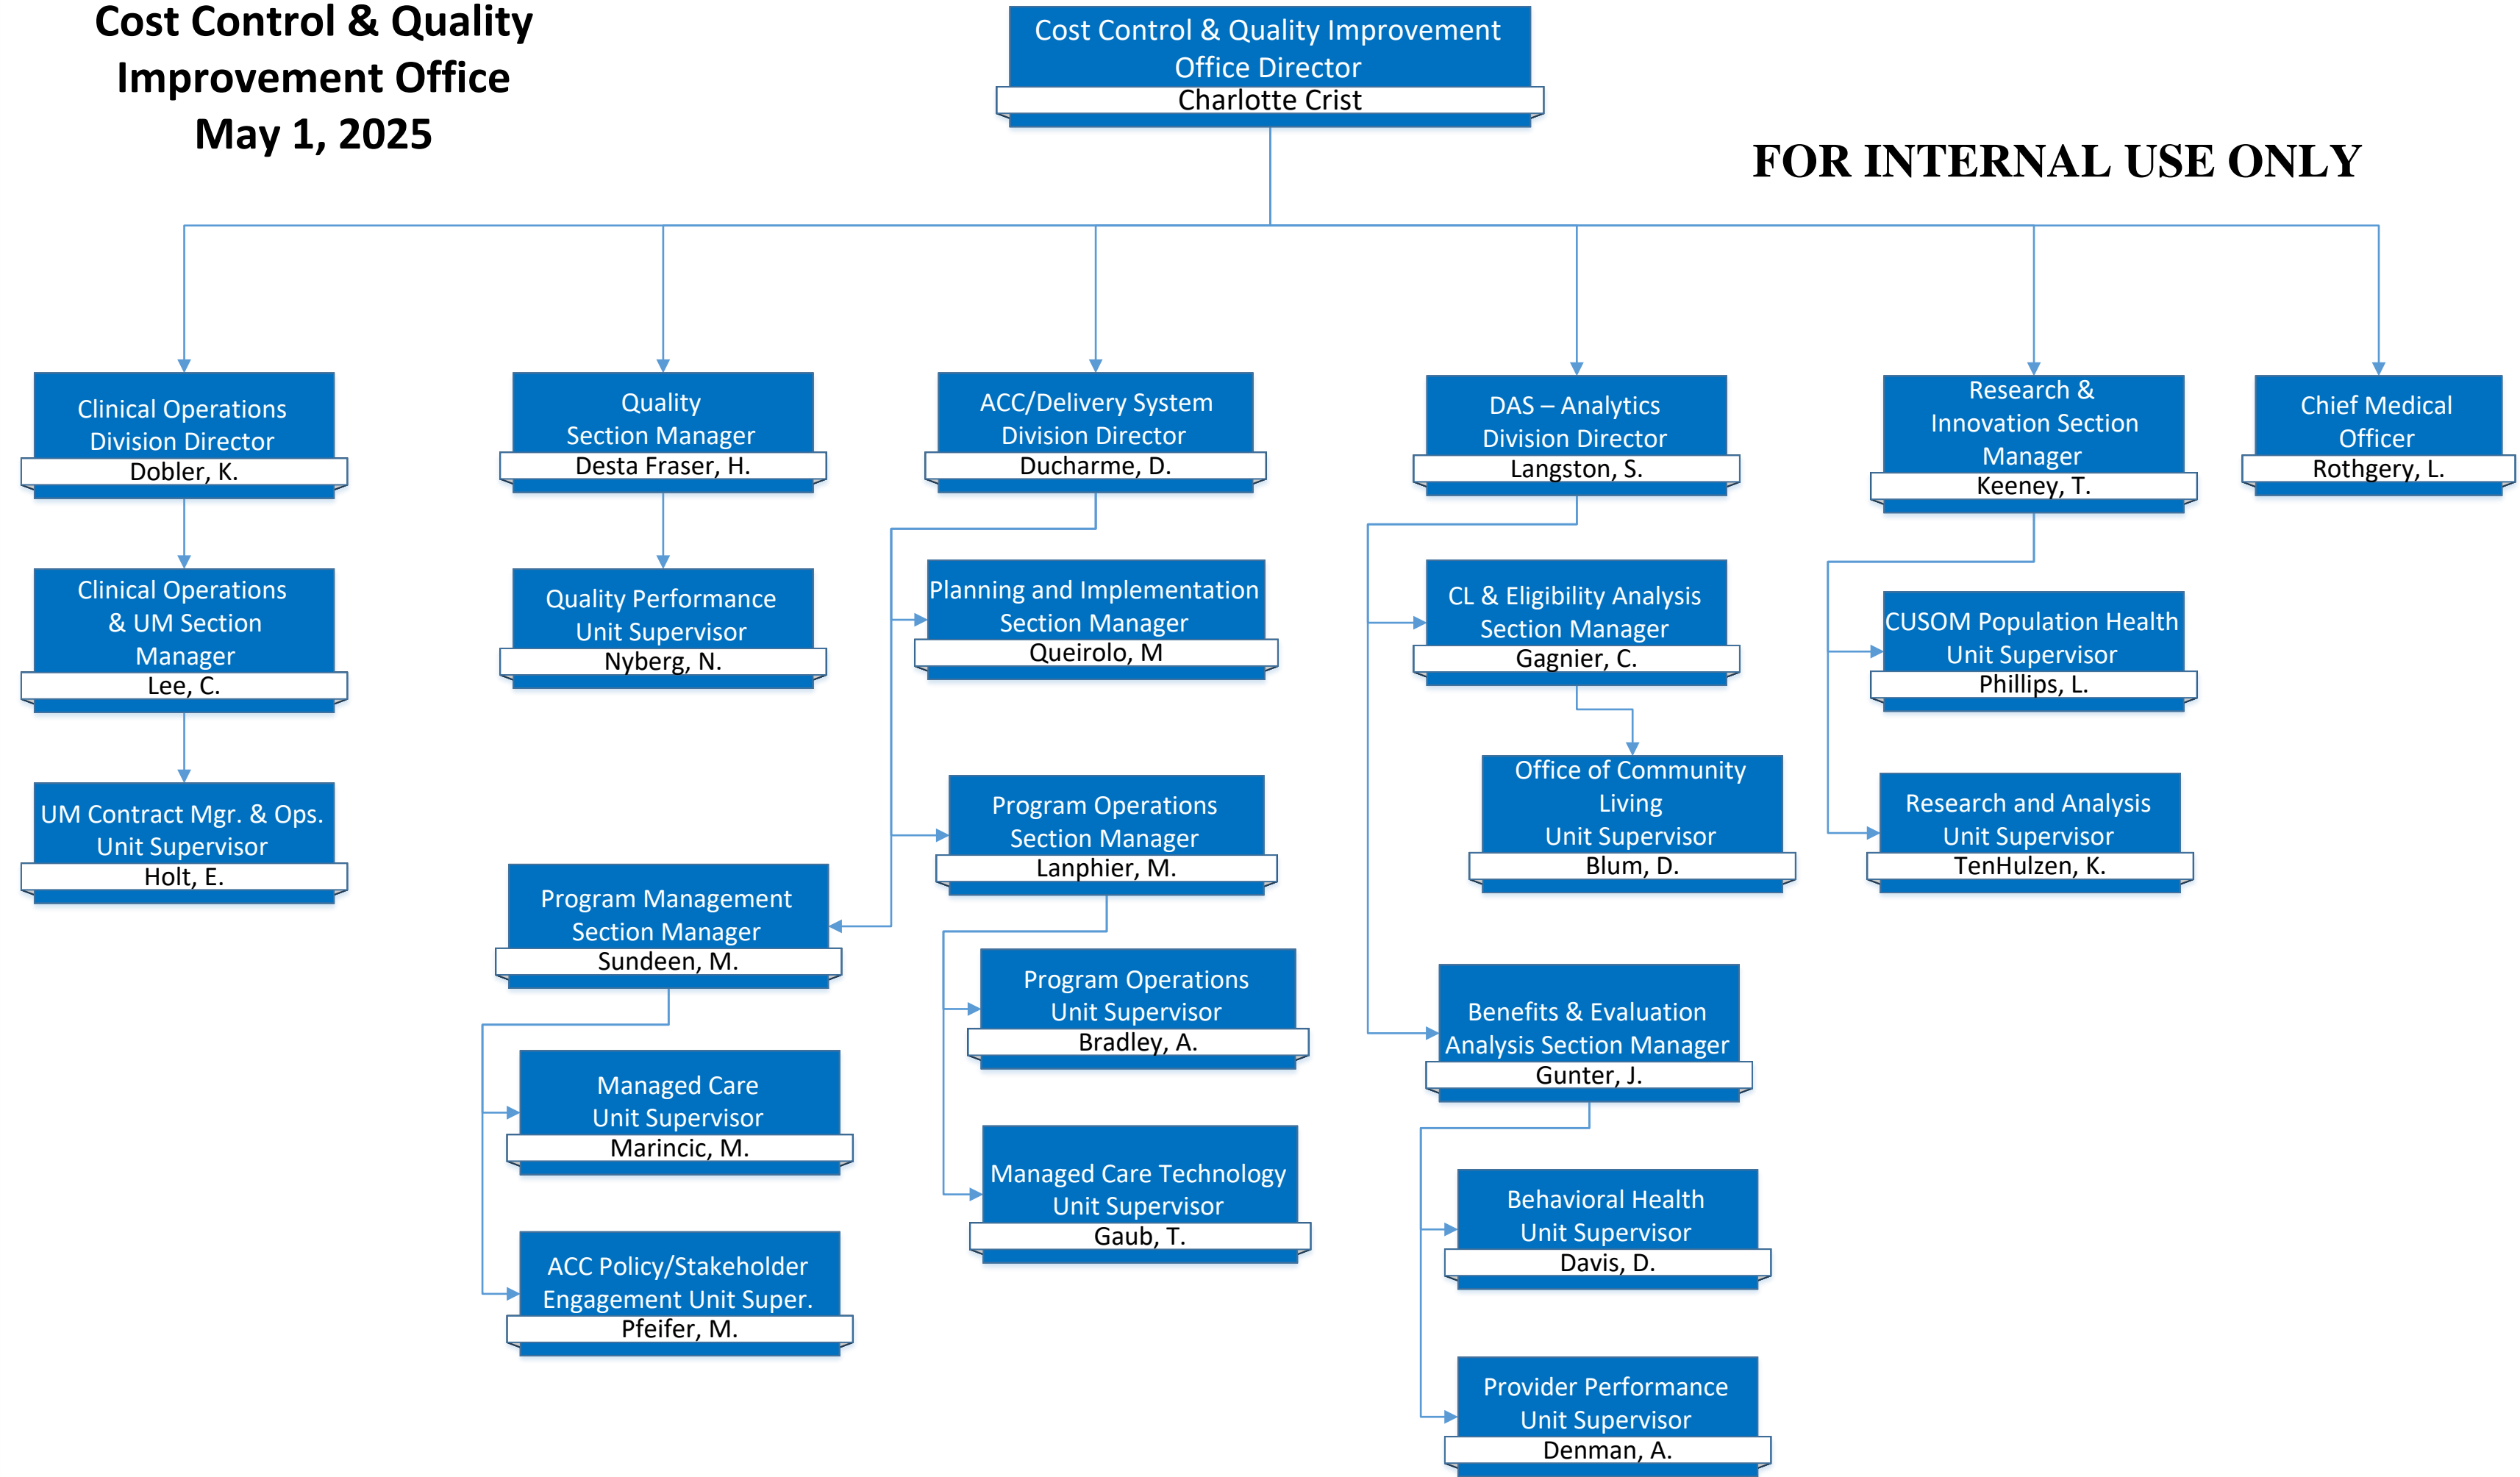 Cost Control & Quality
Improvement Office
May 1, 2025
Cost Control & Quality Improvement
Office Director
Charlotte Crist
FOR INTERNAL USE ONLY
Clinical Operations
Division Director
Dobler, K.
Quality
Section Manager
Desta Fraser, H.
ACC/Delivery System
Division Director
Ducharme, D.
DAS – Analytics
Division Director
Langston, S.
Research &
Innovation Section
Manager
Keeney, T.
Chief Medical
Officer
Rothgery, L.
Clinical Operations
& UM Section
Manager
Lee, C.
Quality Performance
Unit Supervisor
Nyberg, N.
Planning and Implementation
Section Manager
Queirolo, M
CL & Eligibility Analysis
Section Manager
Gagnier, C.
CUSOM Population Health
Unit Supervisor
Phillips, L.
UM Contract Mgr. & Ops.
Unit Supervisor
Holt, E.
Program Operations
Section Manager
Lanphier, M.
Office of Community
Living
Unit Supervisor
Blum, D.
Research and Analysis
Unit Supervisor
TenHulzen, K.
Program Management
Section Manager
Sundeen, M.
Program Operations
Unit Supervisor
Bradley, A.
Benefits & Evaluation
Analysis Section Manager
Gunter, J.
Managed Care
Unit Supervisor
Marincic, M.
Managed Care Technology
Unit Supervisor
Gaub, T.
Behavioral Health
Unit Supervisor
Davis, D.
ACC Policy/Stakeholder
Engagement Unit Super.
Pfeifer, M.
Provider Performance
Unit Supervisor
Denman, A.